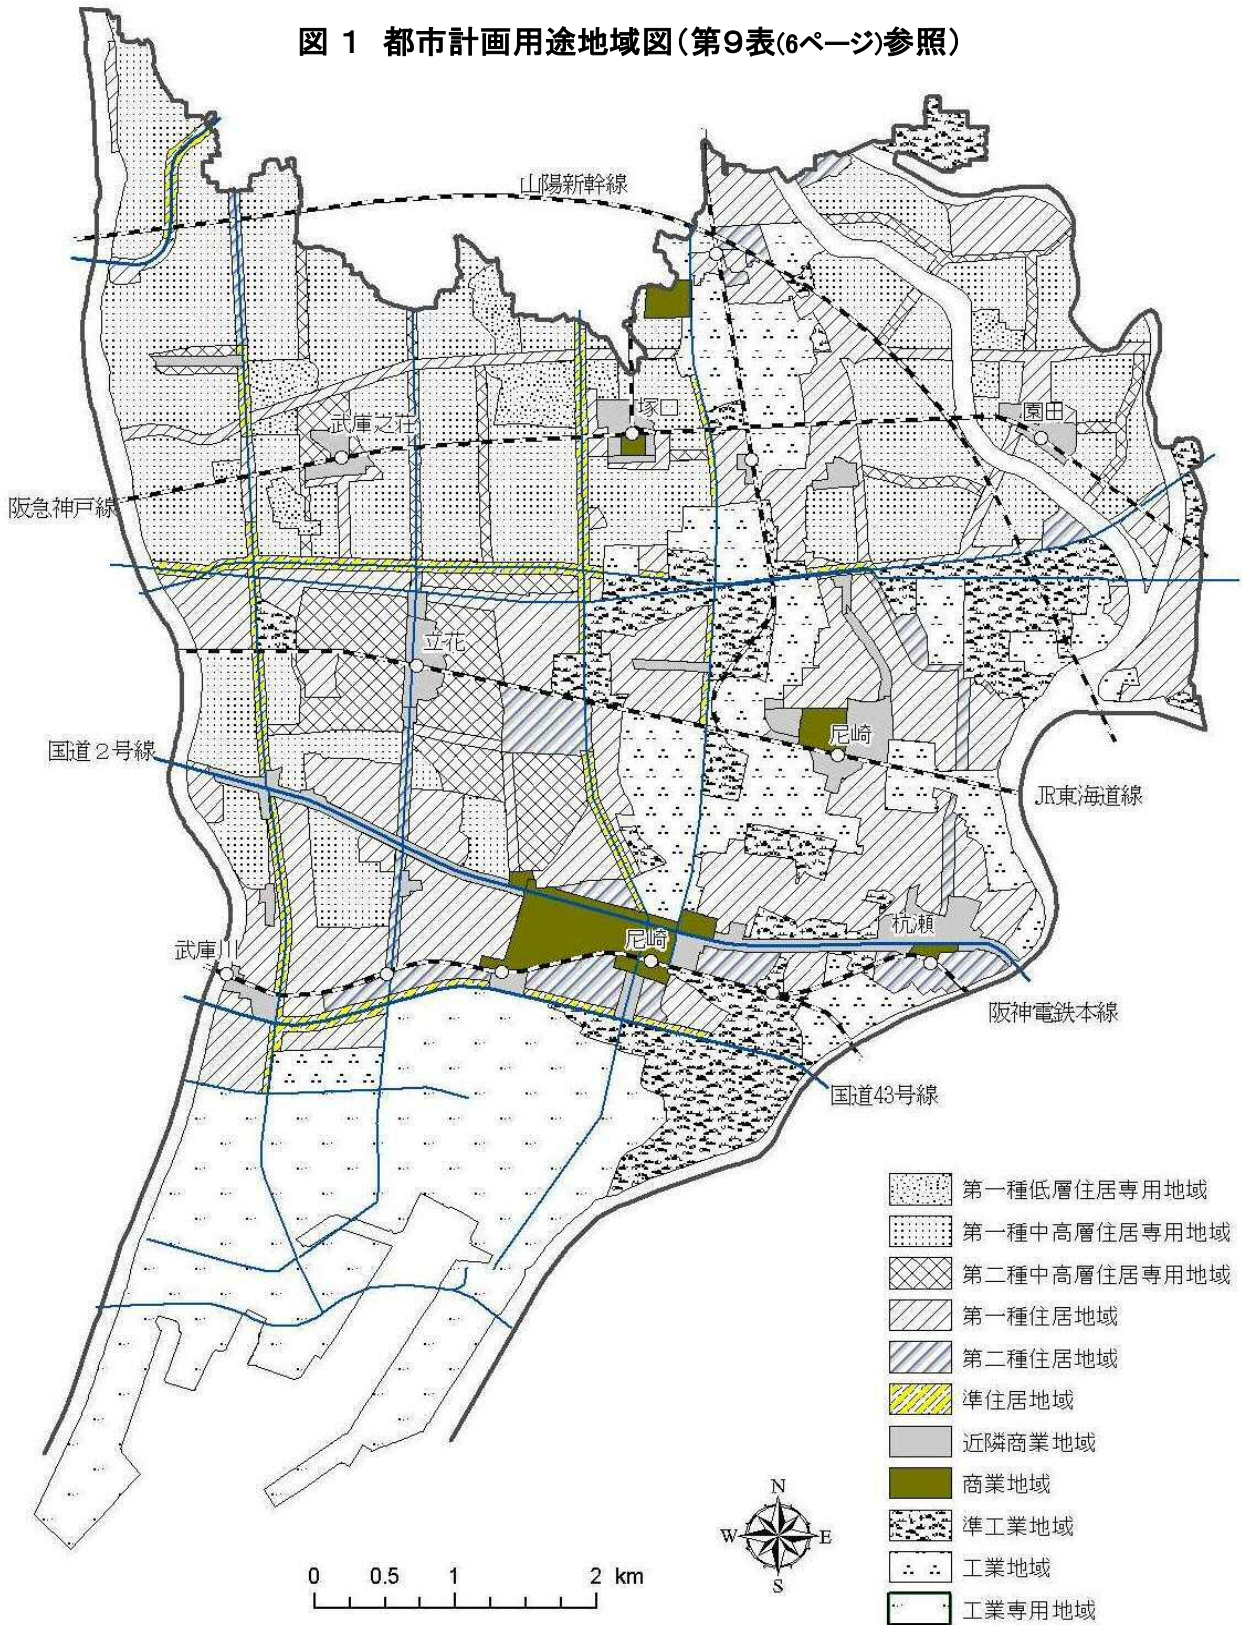 図 1 都市計画用途地域図(第9表(6ページ)参照)
山陽新幹線
塚口
園田
武庫之荘
阪急神戸線
立花
尼崎
国道2号線
JR東海道線
杭瀬
尼崎
武庫川
阪神電鉄本線
国道43号線
第一種低層住居専用地域
第一種中高層住居専用地域
第二種中高層住居専用地域
第一種住居地域
第二種住居地域
準住居地域
近隣商業地域
商業地域
準工業地域
工業地域
工業専用地域
N
W E
S
0 0.5 1 2 km